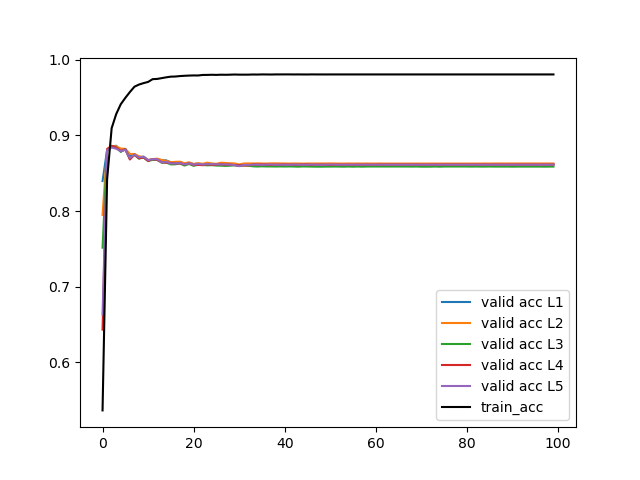 1.0
0.9
0.8
0.7
0.6
valid acc L1
valid acc L2
valid acc L3
valid acc L4
valid acc L5
train_acc
0 20 40 60 80 100